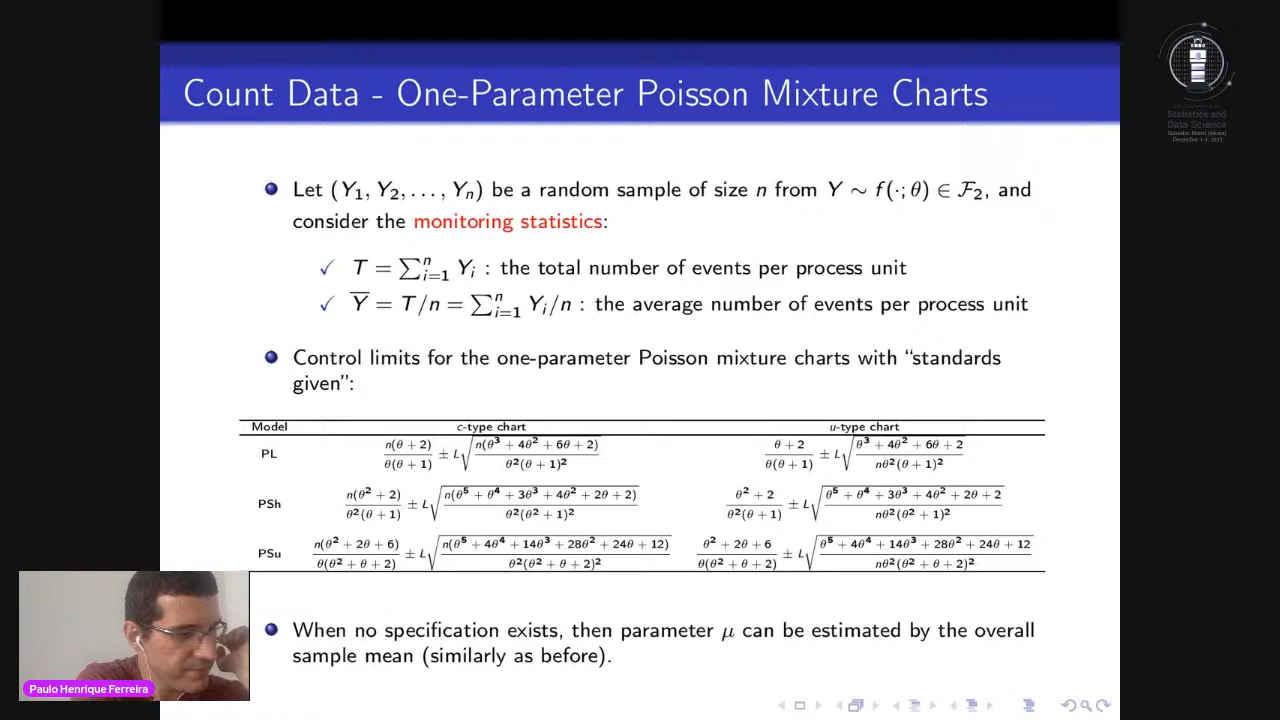 Count Data - One-Parameter Poisson Mixture Charts
Statistics and
Data Science
Salvador, Brazil (online)
Let (Y₁, Y₂, . . . , Yₙ) be a random sample of size n from Y ∼ f(·; θ) ∈ 𝓕₂, and
consider the monitoring statistics:
✓ T = ∑ⁿᵢ₌₁ Yᵢ : the total number of events per process unit
✓ Y̅ = T/n = ∑ⁿᵢ₌₁ Yᵢ/n : the average number of events per process unit
Control limits for the one-parameter Poisson mixture charts with “standards
given”:
Model c-type chart u-type chart
PL n(θ + 2) / θ(θ + 1) ± L√ n(θ³ + 4θ² + 6θ + 2) / θ²(θ + 1)² θ + 2 / θ(θ + 1) ± L√ θ³ + 4θ² + 6θ + 2 / nθ²(θ + 1)²
PSh n(θ² + 2) / θ²(θ + 1) ± L√ n(θ⁵ + θ⁴ + 3θ³ + 4θ² + 2θ + 2) / θ²(θ² + 1)² θ² + 2 / θ²(θ + 1) ± L√ θ⁵ + θ⁴ + 3θ³ + 4θ² + 2θ + 2 / nθ²(θ² + 1)²
PSu n(θ² + 2θ + 6) / θ(θ² + θ + 2) ± L√ n(θ⁵ + 4θ⁴ + 14θ³ + 28θ² + 24θ + 12) / θ²(θ² + θ + 2)² θ² + 2θ + 6 / θ(θ² + θ + 2) ± L√ θ⁵ + 4θ⁴ + 14θ³ + 28θ² + 24θ + 12 / nθ²(θ² + θ + 2)²
When no specification exists, then parameter μ can be estimated by the overall
sample mean (similarly as before).
Paulo Henrique Ferreira